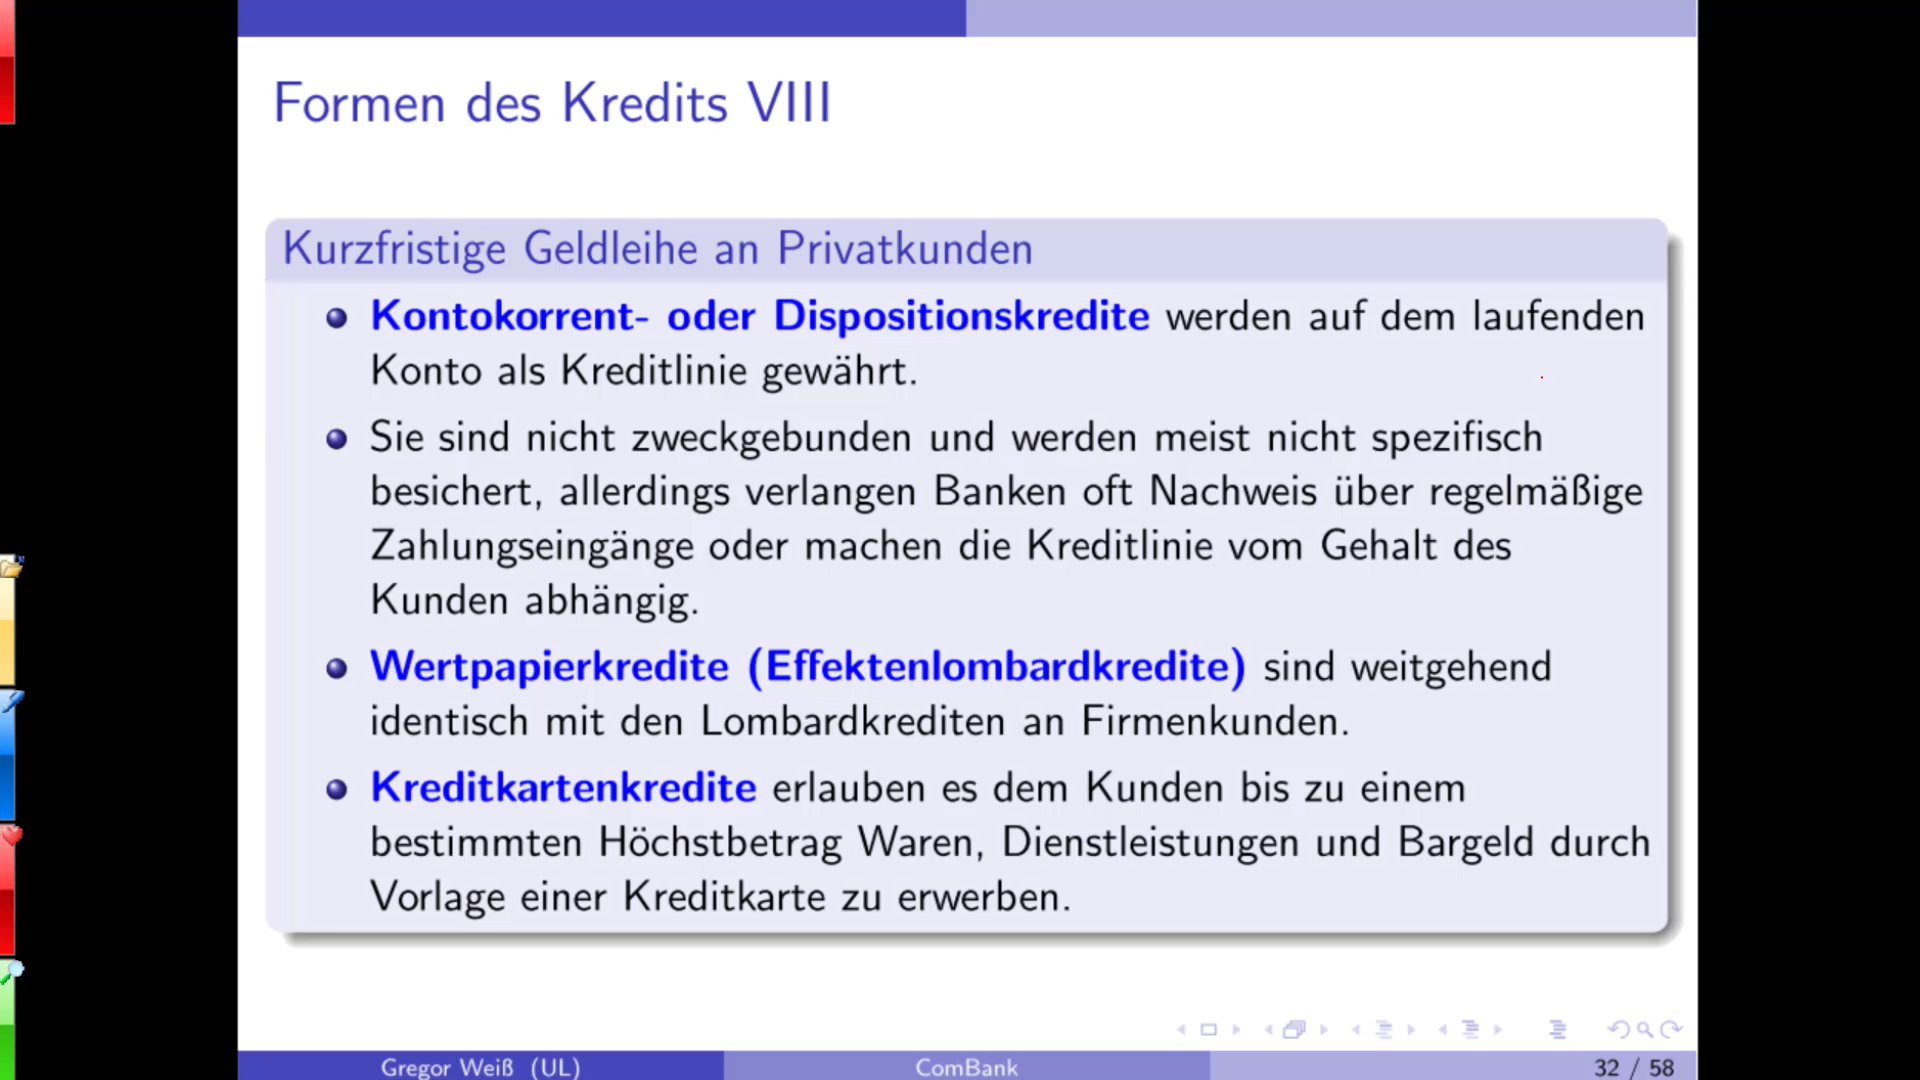 Formen des Kredits VIII
Kurzfristige Geldleihe an Privatkunden
Kontokorrent- oder Dispositionskredite werden auf dem laufenden
Konto als Kreditlinie gewährt.
Sie sind nicht zweckgebunden und werden meist nicht spezifisch
besichert, allerdings verlangen Banken oft Nachweis über regelmäßige
Zahlungseingänge oder machen die Kreditlinie vom Gehalt des
Kunden abhängig.
Wertpapierkredite (Effektenlombardkredite) sind weitgehend
identisch mit den Lombardkrediten an Firmenkunden.
Kreditkartenkredite erlauben es dem Kunden bis zu einem
bestimmten Höchstbetrag Waren, Dienstleistungen und Bargeld durch
Vorlage einer Kreditkarte zu erwerben.
Gregor Weiß (UL) ComBank 32 / 58